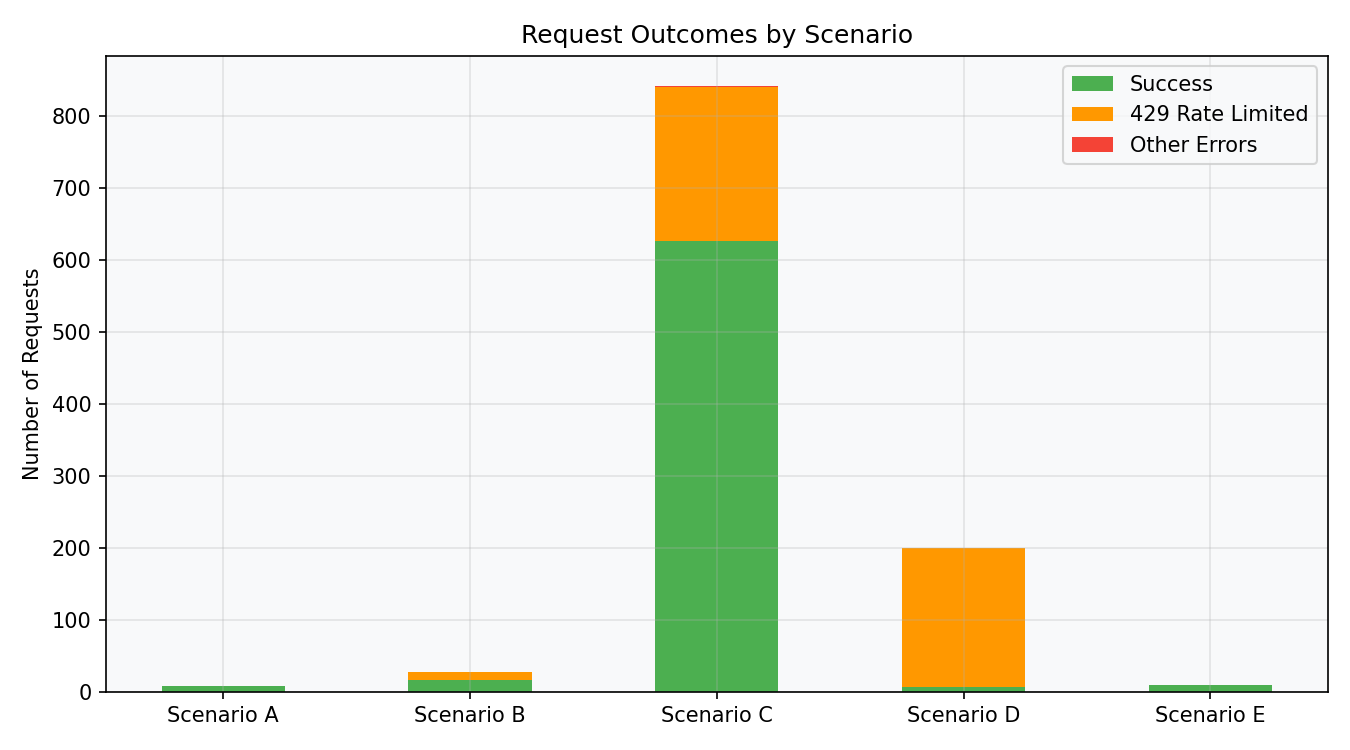 Request Outcomes by Scenario
Success
429 Rate Limited
Other Errors
Number of Requests
800
700
600
500
400
300
200
100
0
Scenario A
Scenario B
Scenario C
Scenario D
Scenario E